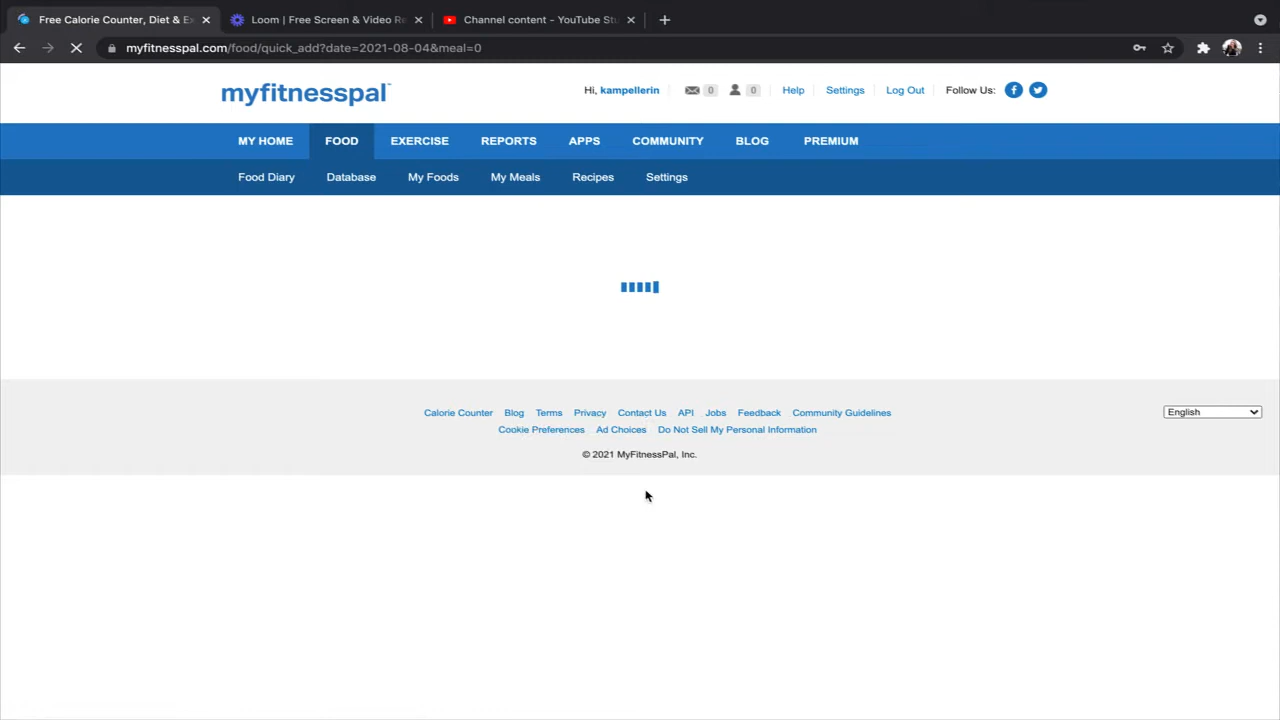 Free Calorie Counter, Diet & Ex
Loom | Free Screen & Video Re
Channel content - YouTube Stu
myfitnesspal.com/food/quick_add?date=2021-08-04&meal=0
myfitnesspal
Hi, kampellerin 0 0 Help Settings Log Out Follow Us:
MY HOME FOOD EXERCISE REPORTS APPS COMMUNITY BLOG PREMIUM
Food Diary Database My Foods My Meals Recipes Settings
Calorie Counter Blog Terms Privacy Contact Us API Jobs Feedback Community Guidelines
English
Cookie Preferences Ad Choices Do Not Sell My Personal Information
© 2021 MyFitnessPal, Inc.